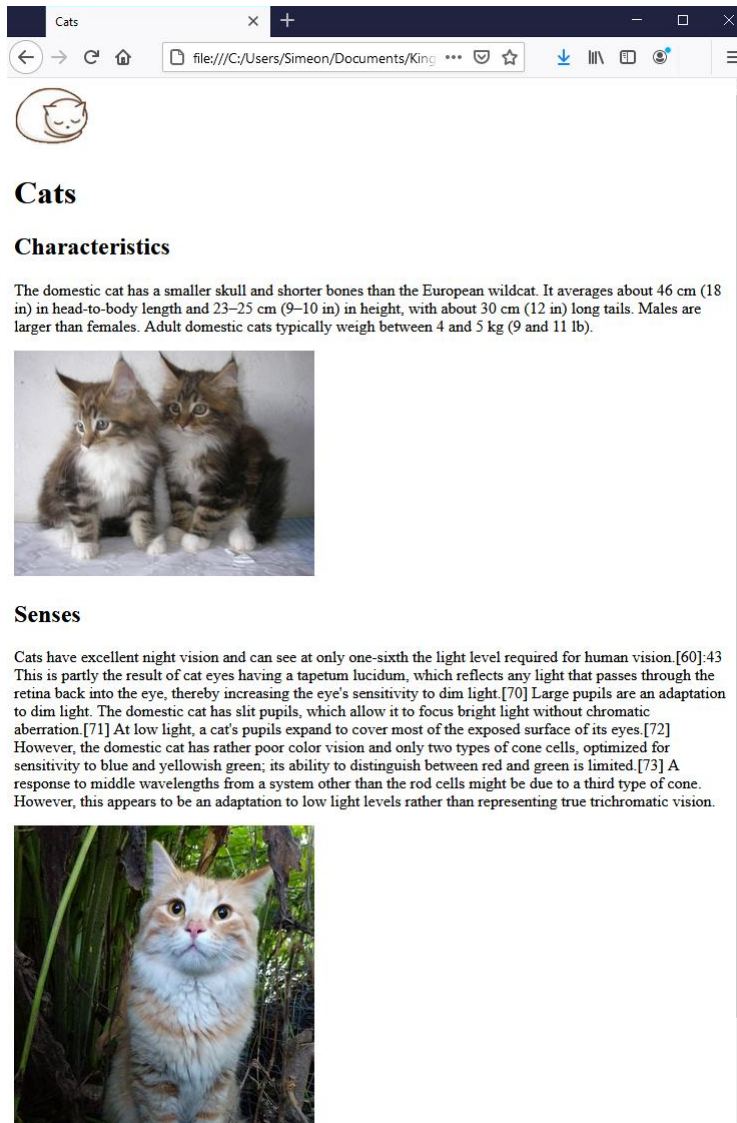 Cats
file:///C:/Users/Simeon/Documents/King
Cats
Characteristics
The domestic cat has a smaller skull and shorter bones than the European wildcat. It averages about 46 cm (18
in) in head-to-body length and 23–25 cm (9–10 in) in height, with about 30 cm (12 in) long tails. Males are
larger than females. Adult domestic cats typically weigh between 4 and 5 kg (9 and 11 lb).
Senses
Cats have excellent night vision and can see at only one-sixth the light level required for human vision.[60]:43
This is partly the result of cat eyes having a tapetum lucidum, which reflects any light that passes through the
retina back into the eye, thereby increasing the eye's sensitivity to dim light.[70] Large pupils are an adaptation
to dim light. The domestic cat has slit pupils, which allow it to focus bright light without chromatic
aberration.[71] At low light, a cat's pupils expand to cover most of the exposed surface of its eyes.[72]
However, the domestic cat has rather poor color vision and only two types of cone cells, optimized for
sensitivity to blue and yellowish green; its ability to distinguish between red and green is limited.[73] A
response to middle wavelengths from a system other than the rod cells might be due to a third type of cone.
However, this appears to be an adaptation to low light levels rather than representing true trichromatic vision.